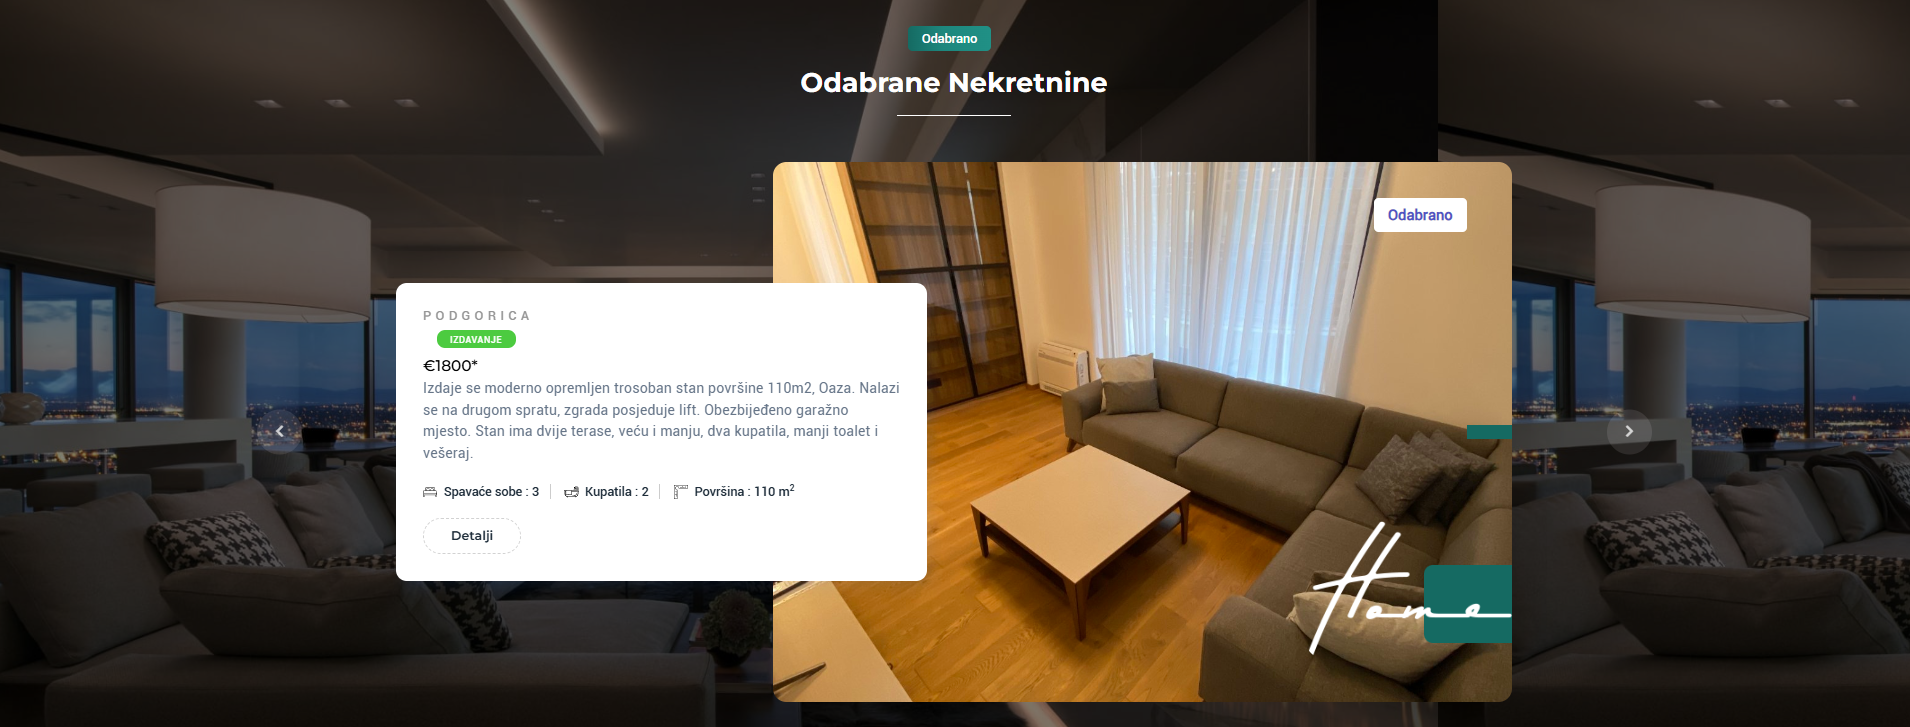 Odabrano
Odabrane Nekretnine
Odabrano
PODGORICA
IZDAVANJE
€1800*
Izdaje se moderno opremljen trosoban stan površine 110m2, Oaza. Nalazi
se na drugom spratu, zgrada posjeduje lift. Obezbijeđeno garažno
mjesto. Stan ima dvije terase, veću i manju, dva kupatila, manji toalet i
vešeraj.
Spavaće sobe : 3 Kupatila : 2 Površina : 110 m²
Detalji
Home